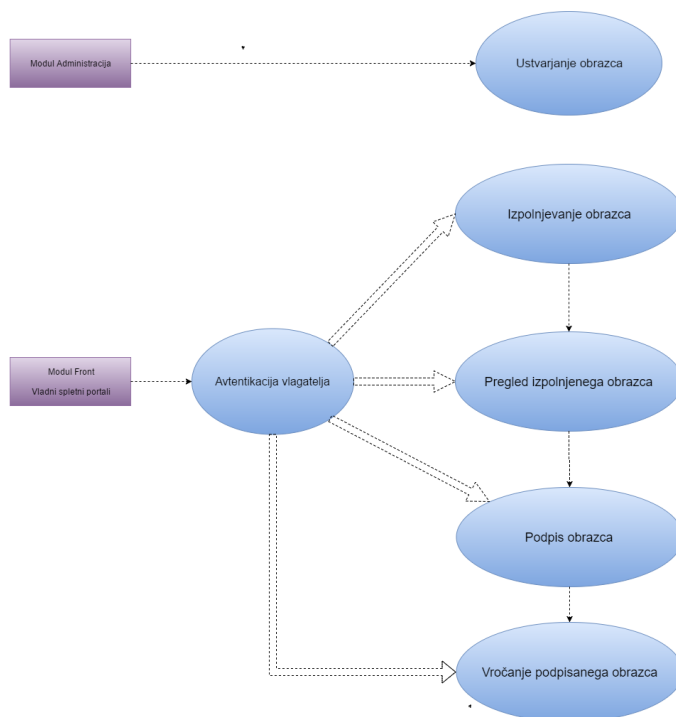 Modul Administracija
Ustvarjanje obrazca
Izpolnjevanje obrazca
Modul Front
Vladni spletni portali
Avtentikacija vlagatelja
Pregled izpolnjenega obrazca
Podpis obrazca
Vročanje podpisanega obrazca